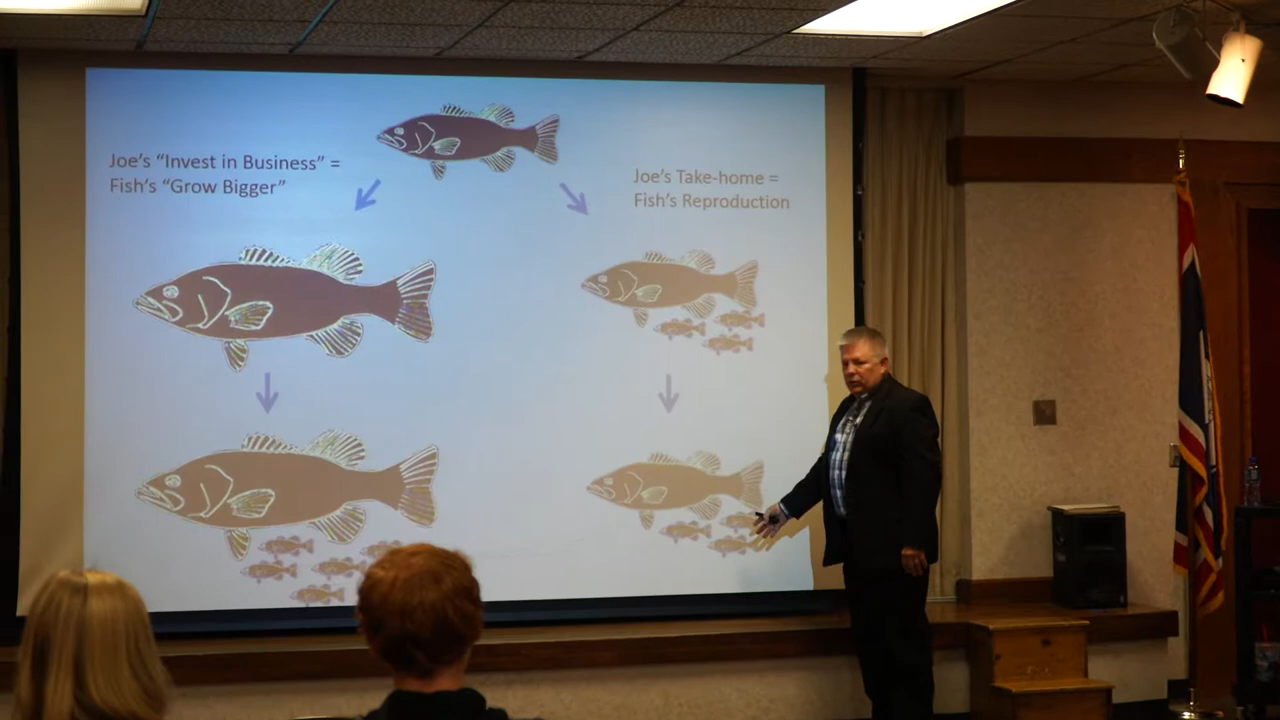 Joe's “Invest in Business” =
Fish's “Grow Bigger”
Joe's Take-home =
Fish's Reproduction